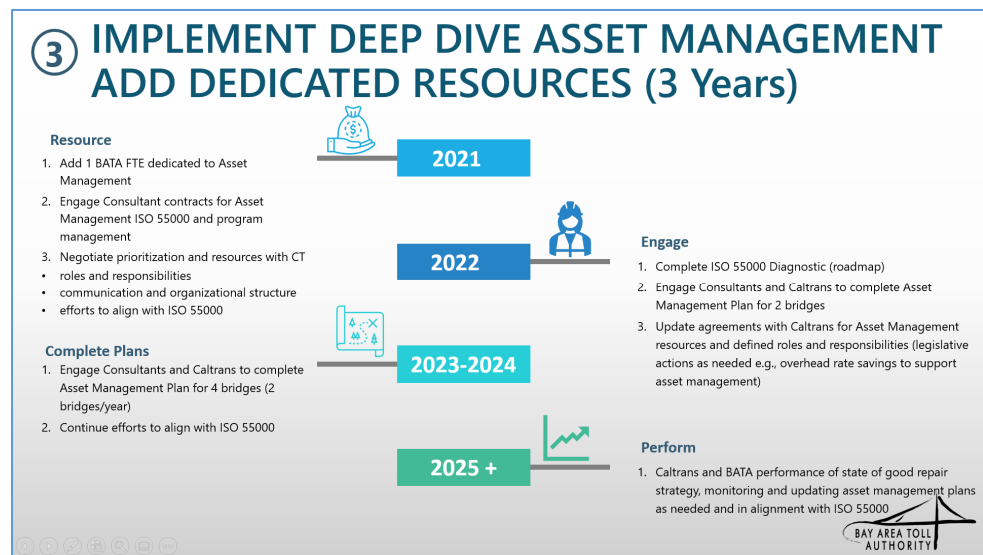 3
IMPLEMENT DEEP DIVE ASSET MANAGEMENT
ADD DEDICATED RESOURCES (3 Years)
Resource
1. Add 1 BATA FTE dedicated to Asset
Management
2. Engage Consultant contracts for Asset
Management ISO 55000 and program
management
3. Negotiate prioritization and resources with CT
• roles and responsibilities
• communication and organizational structure
• efforts to align with ISO 55000
2021
2022
Engage
1. Complete ISO 55000 Diagnostic (roadmap)
2. Engage Consultants and Caltrans to complete Asset
Management Plan for 2 bridges
3. Update agreements with Caltrans for Asset Management
resources and defined roles and responsibilities (legislative
actions as needed e.g., overhead rate savings to support
asset management)
Complete Plans
1. Engage Consultants and Caltrans to complete
Asset Management Plan for 4 bridges (2
bridges/year)
2. Continue efforts to align with ISO 55000
2023-2024
2025 +
Perform
1. Caltrans and BATA performance of state of good repair
strategy, monitoring and updating asset management plans
as needed and in alignment with ISO 55000
BAY AREA TOLL
AUTHORITY